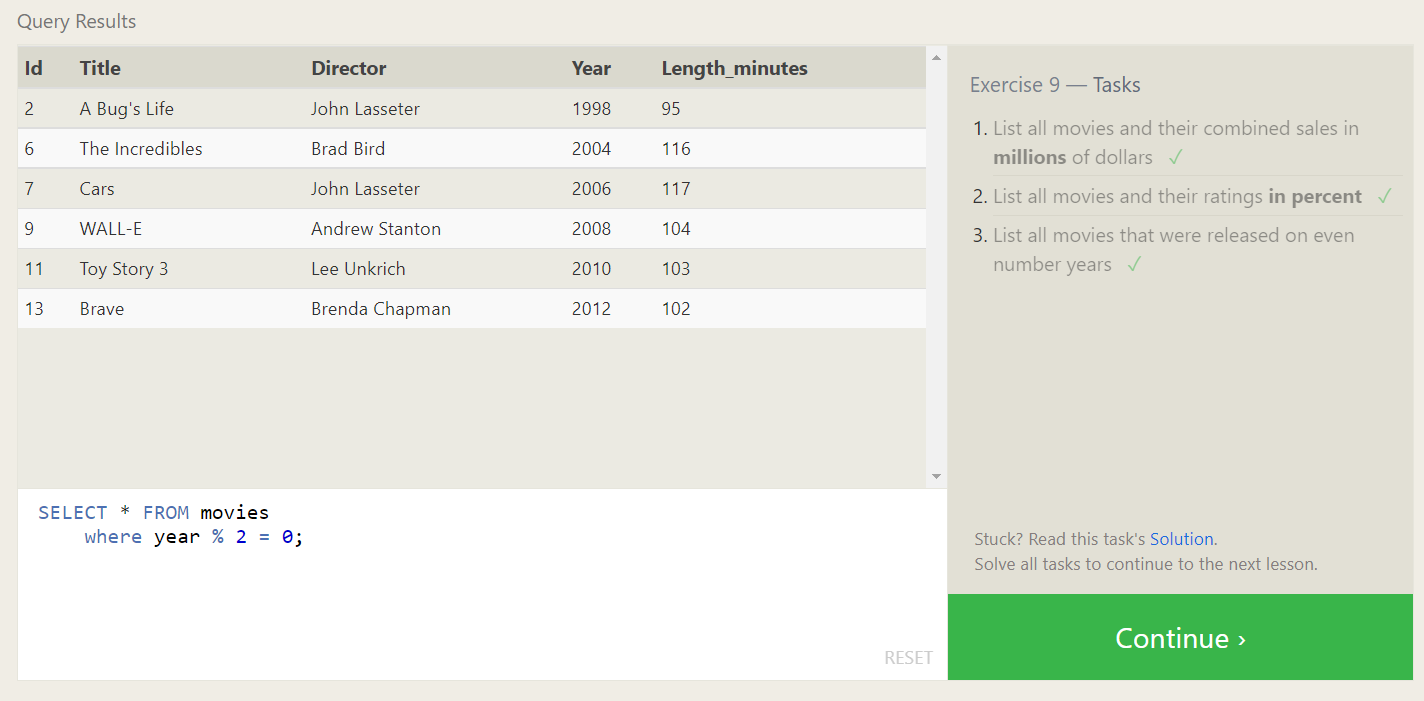 Query Results
Id Title Director Year Length_minutes
2 A Bug's Life John Lasseter 1998 95
6 The Incredibles Brad Bird 2004 116
7 Cars John Lasseter 2006 117
9 WALL-E Andrew Stanton 2008 104
11 Toy Story 3 Lee Unkrich 2010 103
13 Brave Brenda Chapman 2012 102
SELECT * FROM movies
where year % 2 = 0;
RESET
Exercise 9 — Tasks
1. List all movies and their combined sales in
millions of dollars ✓
2. List all movies and their ratings in percent ✓
3. List all movies that were released on even
number years ✓
Stuck? Read this task's Solution.
Solve all tasks to continue to the next lesson.
Continue ›